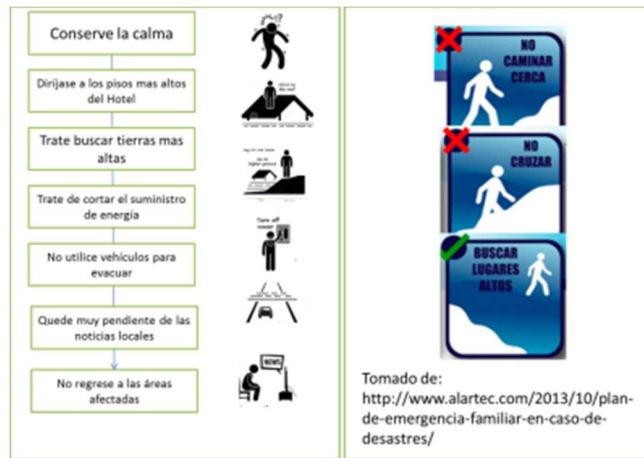 Conserve la calma
Diríjase a los pisos mas altos
del Hotel
Trate buscar tierras mas
altas
Trate de cortar el suministro
de energía
No utilice vehículos para
evacuar
Quede muy pendiente de las
noticias locales
No regrese a las áreas
afectadas
Turn off
power
NEWS
NO
CAMINAR
CERCA
NO
CRUZAR
BUSCAR
LUGARES
ALTOS
Tomado de:
http://www.alartec.com/2013/10/plan-
de-emergencia-familiar-en-caso-de-
desastres/